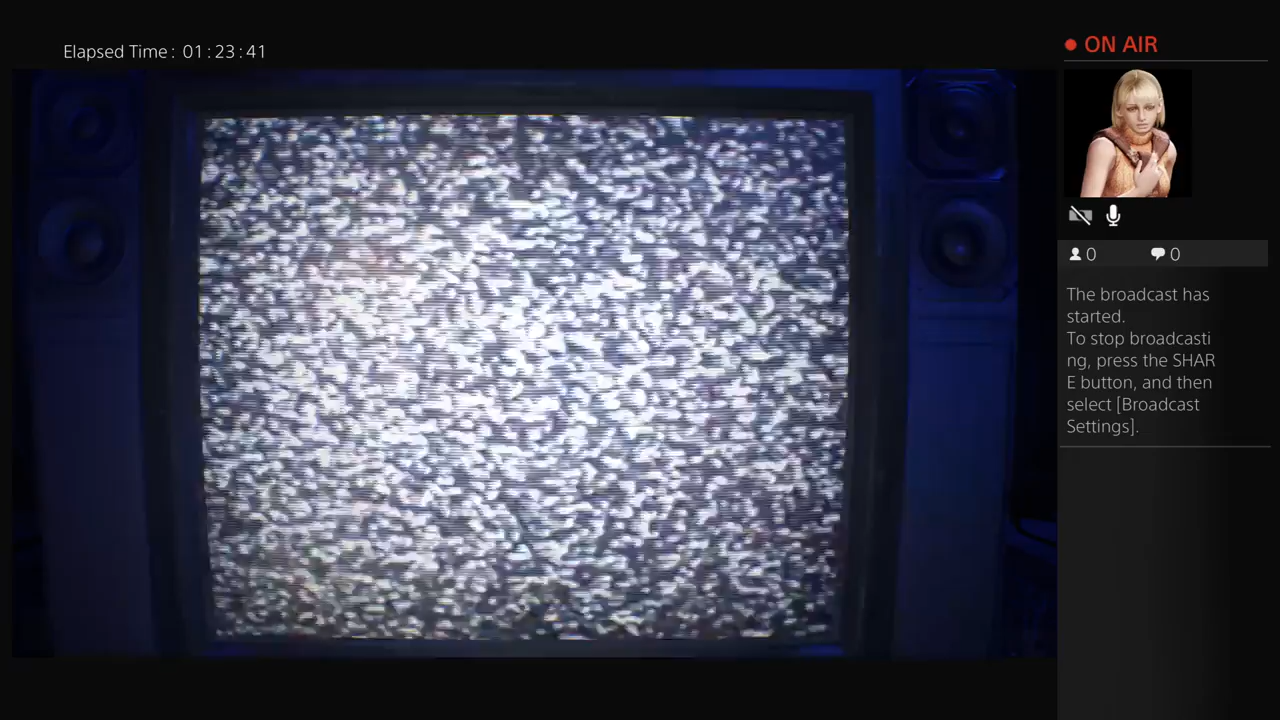 Elapsed Time: 01:23:41
ON AIR
0 0
The broadcast has
started.
To stop broadcasti
ng, press the SHAR
E button, and then
select [Broadcast
Settings].